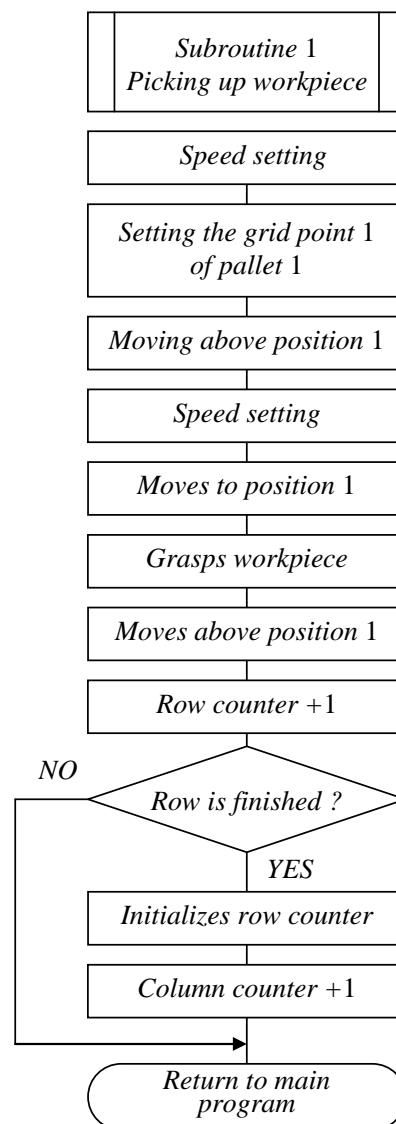 Subroutine 1
Picking up workpiece
Speed setting
Setting the grid point 1
of pallet 1
Moving above position 1
Speed setting
Moves to position 1
Grasps workpiece
Moves above position 1
Row counter +1
NO
Row is finished ?
YES
Initializes row counter
Column counter +1
Return to main
program